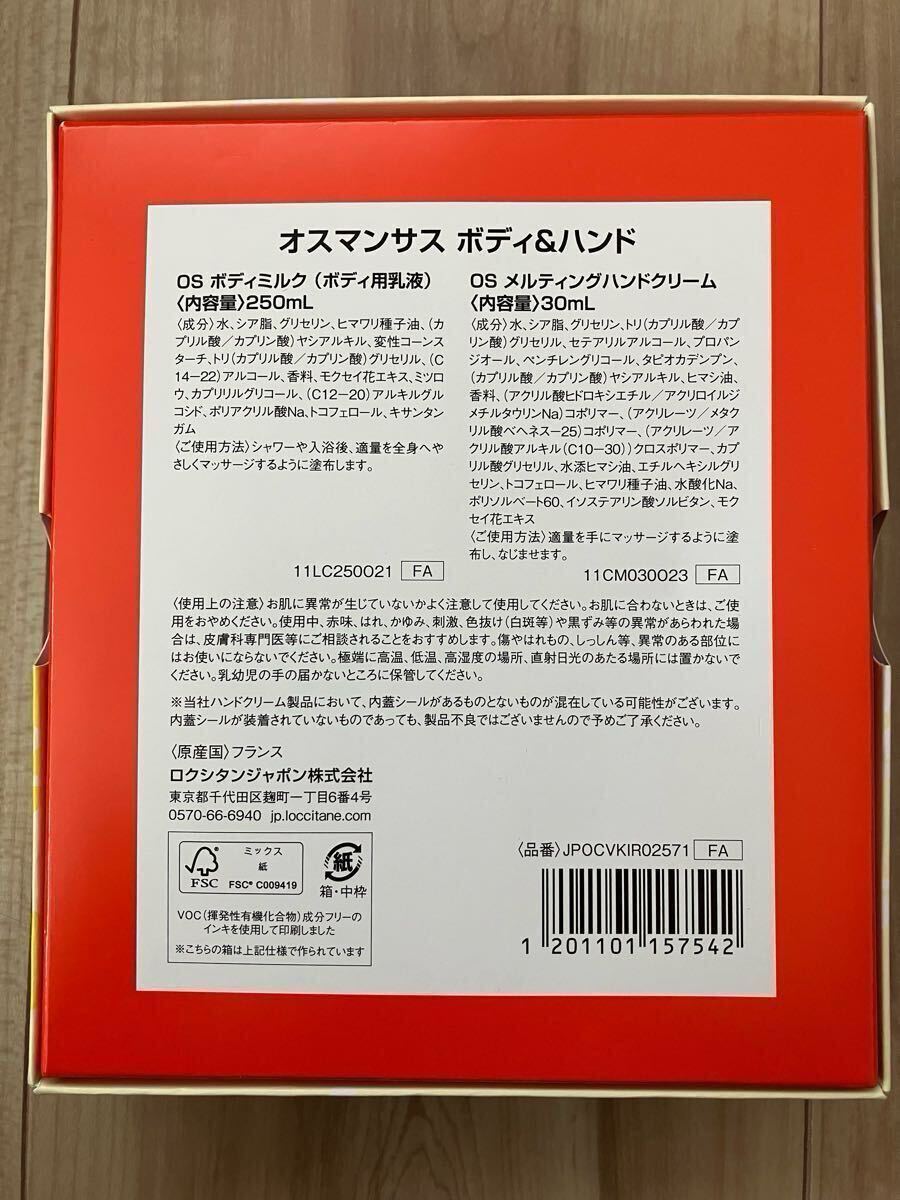 オスマンサス ボディ&ハンド
OS ボディミルク（ボディ用乳液）
〈内容量〉250mL
〈成分〉水、シア脂、グリセリン、ヒマワリ種子油、（カ
プリル酸／カプリン酸）ヤシアルキル、変性コーンス
ターチ、トリ（カプリル酸／カプリン酸）グリセリル、（C
14－22）アルコール、香料、モクセイ花エキス、ミツロ
ウ、カプリリルグリコール、（C12－20）アルキルグル
コシド、ポリアクリル酸Na、トコフェロール、キサンタン
ガム
〈ご使用方法〉シャワーや入浴後、適量を全身へや
さしくマッサージするように塗布します。
11LC250O21 FA
OS メルティングハンドクリーム
〈内容量〉30mL
〈成分〉水、シア脂、グリセリン、トリ（カプリル酸／カプ
リン酸）グリセリル、セテアリルアルコール、プロパン
ジオール、ペンチレングリコール、タピオカデンプン、
（カプリル酸／カプリン酸）ヤシアルキル、ヒマシ油、
香料、（アクリル酸ヒドロキシエチル／アクリロイルジ
メチルタウリンNa）コポリマー、（アクリレーツ／メタク
リル酸ベヘネス－25）コポリマー、（アクリレーツ／ア
クリル酸アルキル（C10－30））クロスポリマー、カプ
リル酸グリセリル、水添ヒマシ油、エチルヘキシルグリ
セリン、トコフェロール、ヒマワリ種子油、水酸化Na、
ポリソルベート60、イソステアリン酸ソルビタン、モク
セイ花エキス
〈ご使用方法〉適量を手にマッサージするように塗
布し、なじませます。
11CM030O23 FA
〈使用上の注意〉お肌に異常が生じていないかよく注意して使用してください。お肌に合わないときは、ご使
用をおやめください。使用中、赤味、はれ、かゆみ、刺激、色抜け（白斑等）や黒ずみ等の異常があらわれた
場合は、皮膚科専門医等にご相談されることをおすすめします。傷やはれもの、しっしん等、異常のある部位に
はお使いにならないでください。極端に高温、低温、高湿度の場所、直射日光のあたる場所には置かないで
ください。乳幼児の手の届かないところに保管してください。
※当社ハンドクリーム製品において、内蓋シールがあるものとないものが混在している可能性がございます。
内蓋シールが装着されていないものであっても、製品不良ではございませんので予めご了承ください。
〈原産国〉フランス
ロクシタンジャポン株式会社
東京都千代田区麹町一丁目6番4号
0570-66-6940 jp.loccitane.com
FSC
ミックス
紙
FSC® C009419
紙
箱・中枠
VOC（揮発性有機化合物）成分フリーの
インキを使用して印刷しました
※こちらの箱は上記仕様で作られています
〈品番〉JPOCVKIR02571 FA
1 201101 157542